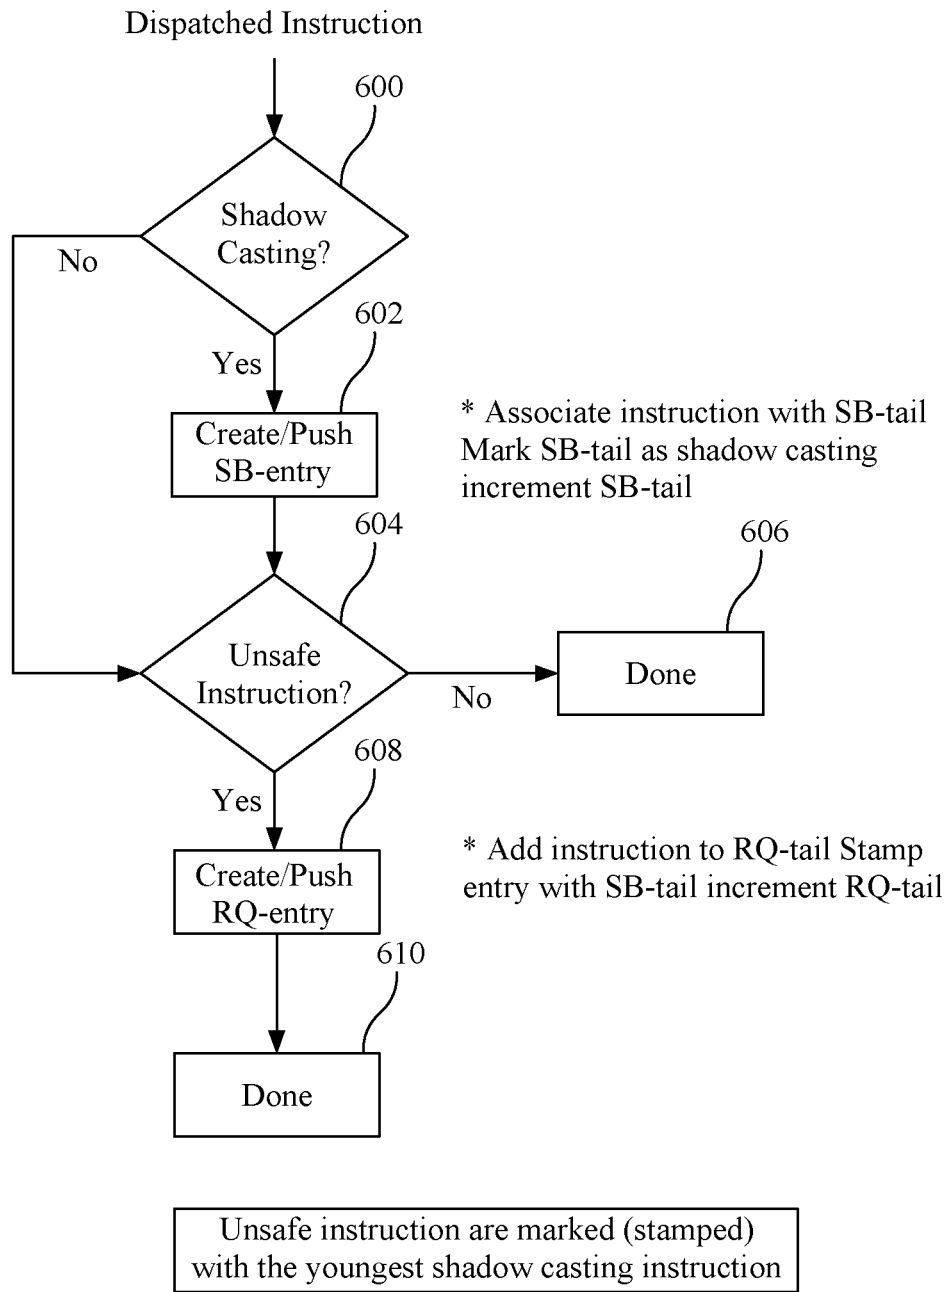 Dispatched Instruction
600
Shadow
Casting?
No
602
Yes
Create/Push
SB-entry
* Associate instruction with SB-tail
Mark SB-tail as shadow casting
increment SB-tail
604
606
Unsafe
Instruction?
Done
No
608
Yes
Create/Push
RQ-entry
* Add instruction to RQ-tail Stamp
entry with SB-tail increment RQ-tail
610
Done
Unsafe instruction are marked (stamped)
with the youngest shadow casting instruction